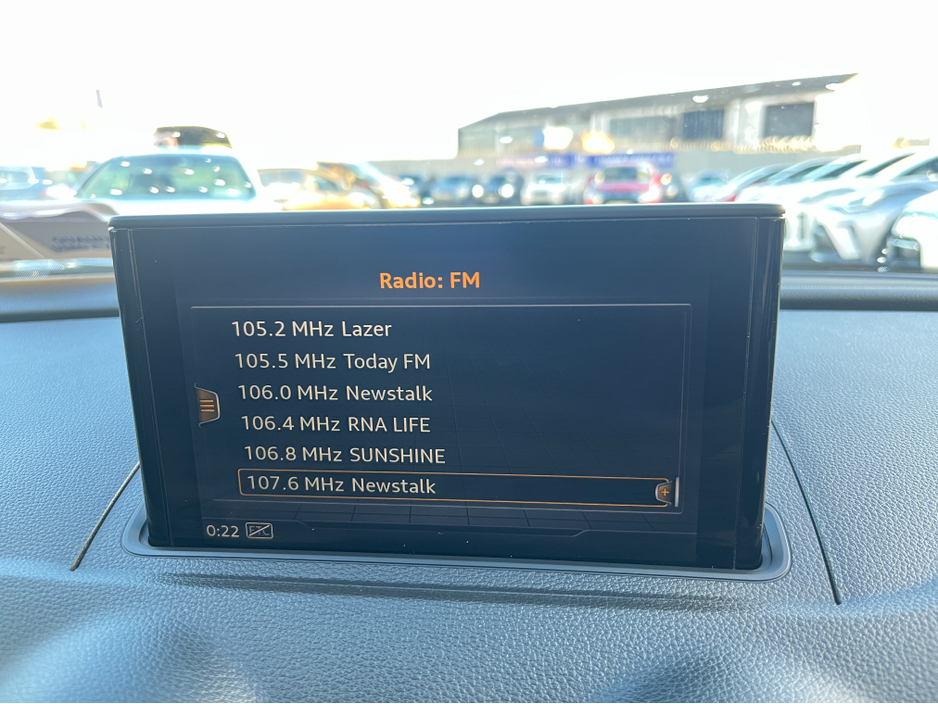 Radio: FM
105.2 MHz Lazer
105.5 MHz Today FM
106.0 MHz Newstalk
106.4 MHz RNA LIFE
106.8 MHz SUNSHINE
107.6 MHz Newstalk
0:22 ETC